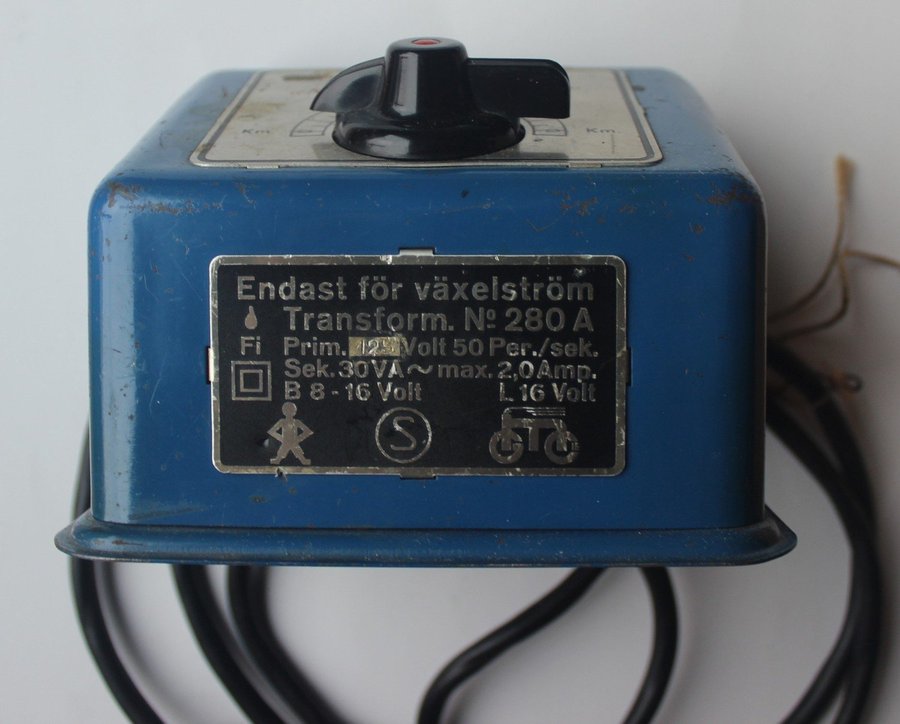 Km Km
Endast för växelström
Transform. Nº 280 A
Fi Prim. 125 Volt 50 Per./sek.
Sek. 30 VA ~ max. 2,0 Amp.
B 8 - 16 Volt L 16 Volt
S